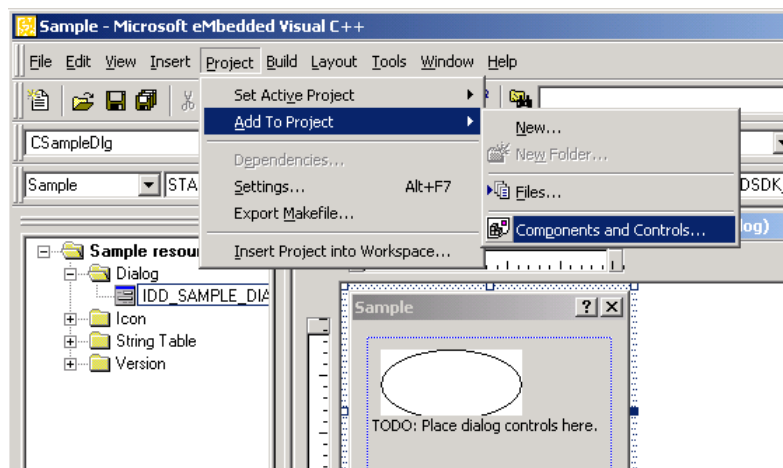 Sample - Microsoft eMbedded Visual C++
File Edit View Insert Project Build Layout Tools Window Help
Set Active Project
Add To Project
New...
CSampleDlg
Dependencies...
New Folder...
Sample
STA
Settings... Alt+F7
Files...
DSDK_
Export Makefile...
Components and Controls...
log)
Sample resou
Insert Project into Workspace...
Dialog
IDD_SAMPLE_DIA
Icon
String Table
Version
Sample
TODO: Place dialog controls here.